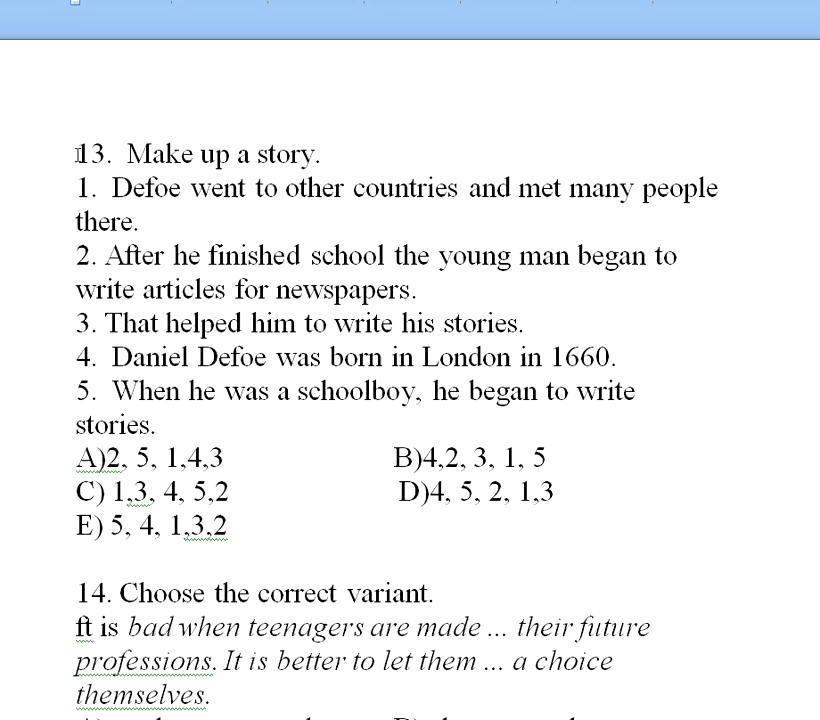 13. Make up a story.
1. Defoe went to other countries and met many people
there.
2. After he finished school the young man began to
write articles for newspapers.
3. That helped him to write his stories.
4. Daniel Defoe was born in London in 1660.
5. When he was a schoolboy, he began to write
stories.
A)2, 5, 1,4,3 B)4,2, 3, 1, 5
C) 1,3, 4, 5,2 D)4, 5, 2, 1,3
E) 5, 4, 1,3,2
14. Choose the correct variant.
ft is bad when teenagers are made ... their future
professions. It is better to let them ... a choice
themselves.